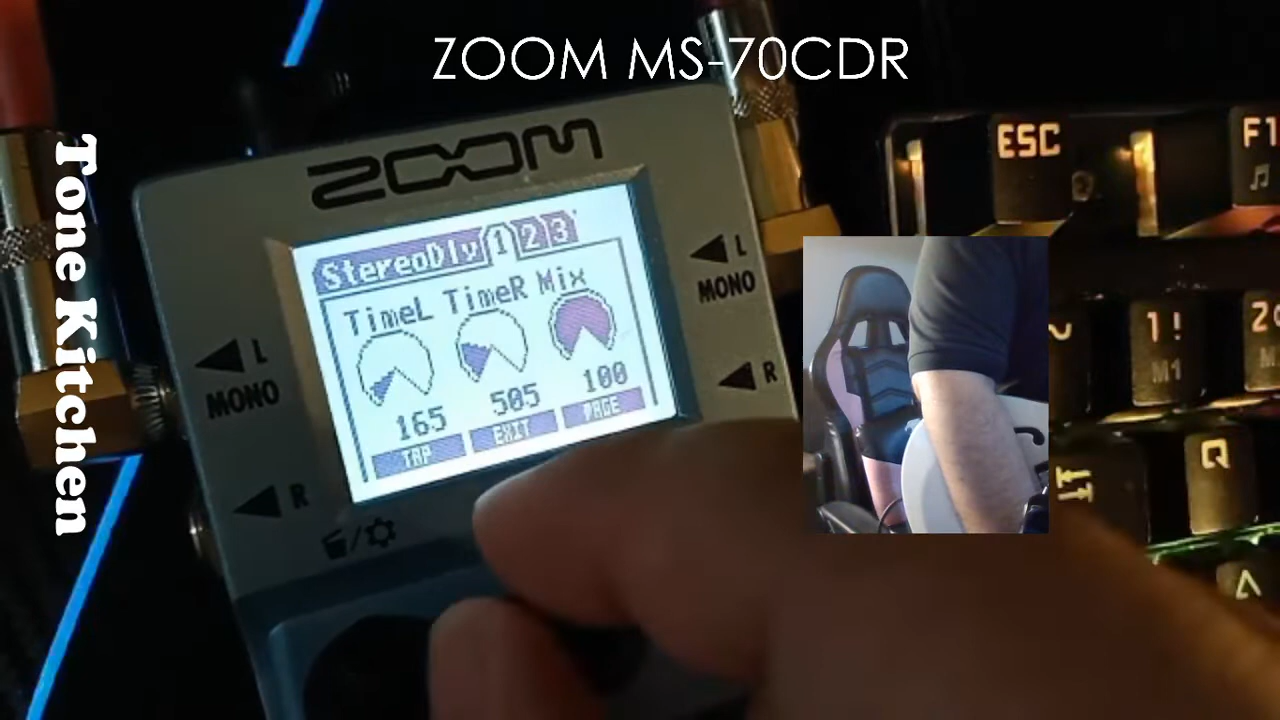 ZOOM MS-70CDR
Tone Kitchen
ZOOM
StereoDly 1 2 3
TimeL TimeR Mix
165 505 100
TAP EXIT PAGE
L
MONO
R
L
MONO
R
ESC
F1
1!
M1
Q
A